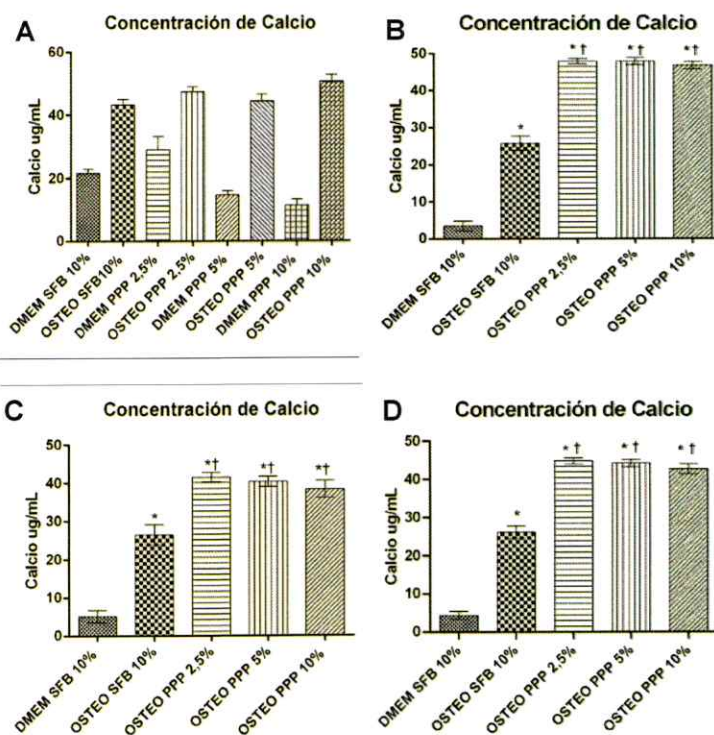 A
Concentración de Calcio
Calcio ug/mL
60
40
20
0
DMEM SFB 10%
OSTEO SFB10%
DMEM PPP 2,5%
OSTEO PPP 2,5%
DMEM PPP 5%
OSTEO PPP 5%
DMEM PPP 10%
OSTEO PPP 10%
B
Concentración de Calcio
Calcio ug/mL
50
40
30
20
10
0
*
*†
*†
*†
DMEM SFB 10%
OSTEO SFB 10%
OSTEO PPP 2,5%
OSTEO PPP 5%
OSTEO PPP 10%
C
Concentración de Calcio
Calcio ug/mL
50
40
30
20
10
0
*
*†
*†
*†
DMEM SFB 10%
OSTEO SFB 10%
OSTEO PPP 2,5%
OSTEO PPP 5%
OSTEO PPP 10%
D
Concentración de Calcio
Calcio ug/mL
50
40
30
20
10
0
*
*†
*†
*†
DMEM SFB 10%
OSTEO SFB 10%
OSTEO PPP 2,5%
OSTEO PPP 5%
OSTEO PPP 10%